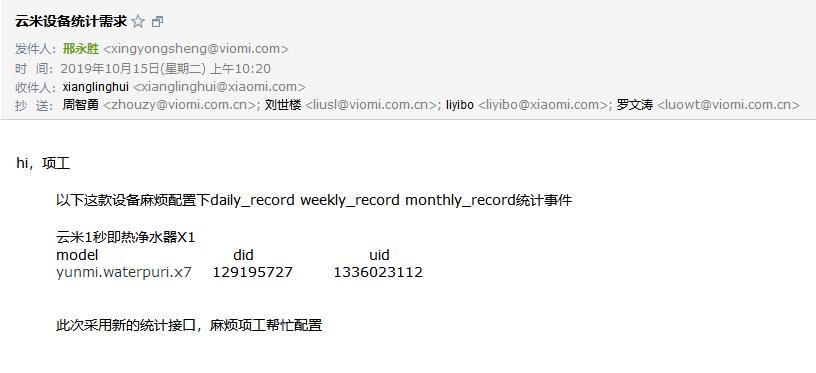 云米设备统计需求
发件人：邢永胜 <xingyongsheng@viomi.com>
时 间：2019年10月15日(星期二) 上午10:20
收件人：xianglinghui <xianglinghui@xiaomi.com>
抄 送：周智勇 <zhouzy@viomi.com.cn>; 刘世楼 <liusl@viomi.com.cn>; liyibo <liyibo@xiaomi.com>; 罗文涛 <luowt@viomi.com.cn>
hi，项工
以下这款设备麻烦配置下daily_record weekly_record monthly_record统计事件
云米1秒即热净水器X1
model did uid
yunmi.waterpuri.x7 129195727 1336023112
此次采用新的统计接口，麻烦项工帮忙配置